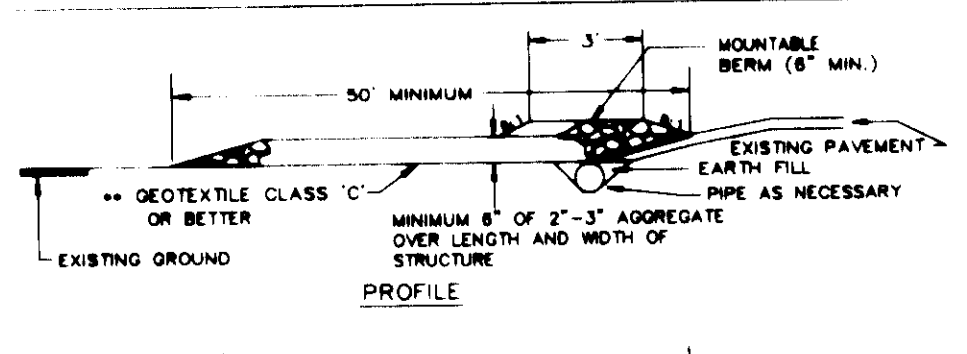 3'
MOUNTABLE
BERM (6" MIN.)
50' MINIMUM
EXISTING PAVEMENT
EARTH FILL
** GEOTEXTILE CLASS 'C'
OR BETTER
PIPE AS NECESSARY
MINIMUM 6" OF 2"-3" AGGREGATE
OVER LENGTH AND WIDTH OF
STRUCTURE
EXISTING GROUND
PROFILE